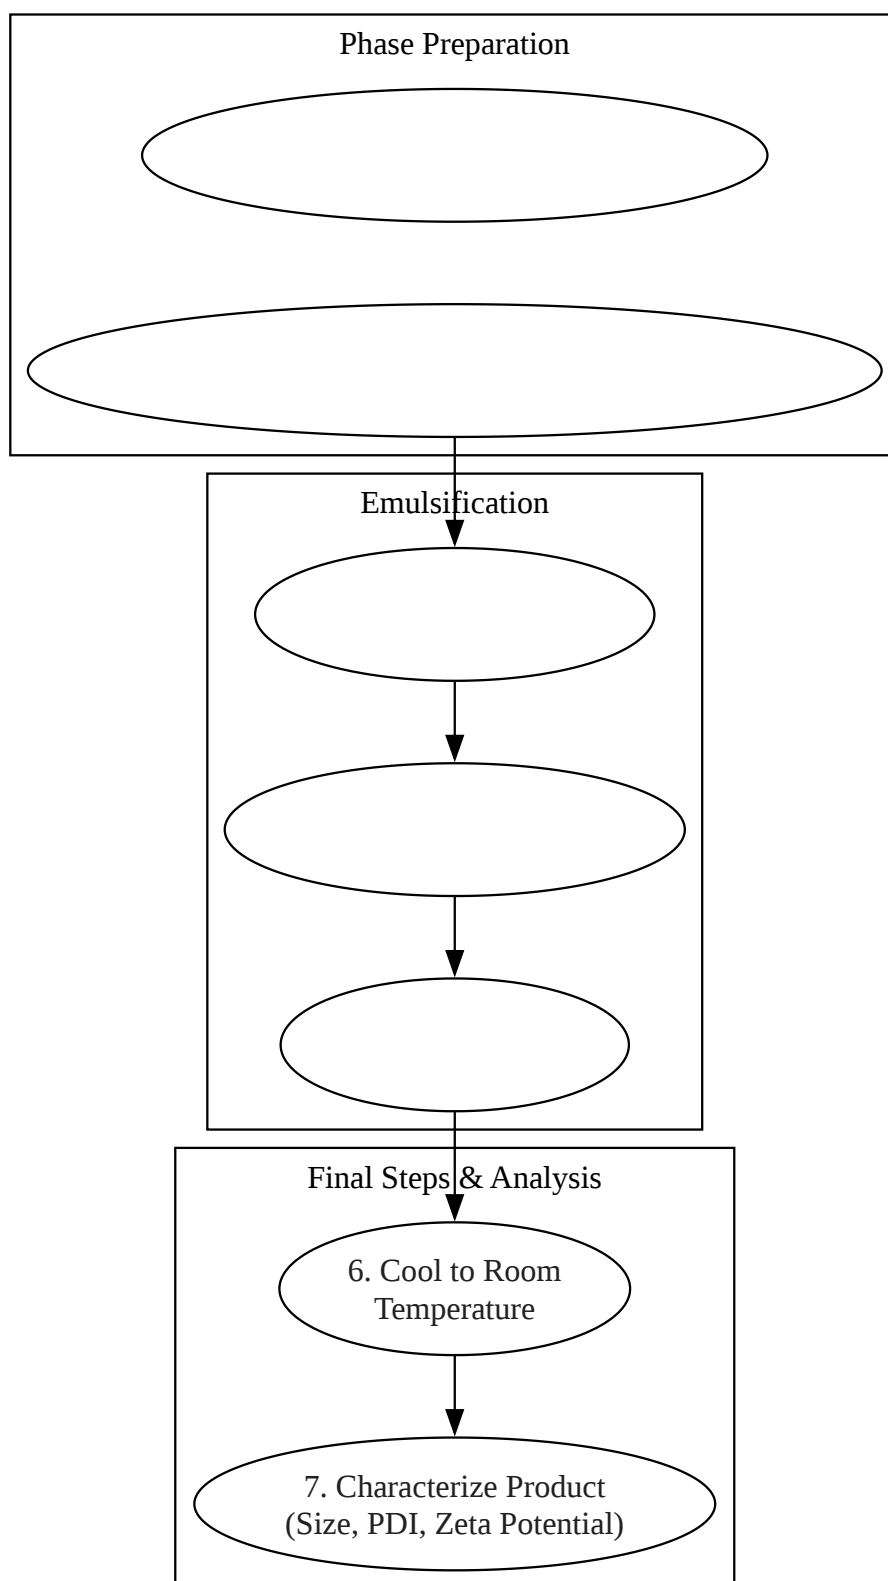 Phase Preparation
Emulsification
Final Steps & Analysis
6. Cool to Room
Temperature
7. Characterize Product
(Size, PDI, Zeta Potential)